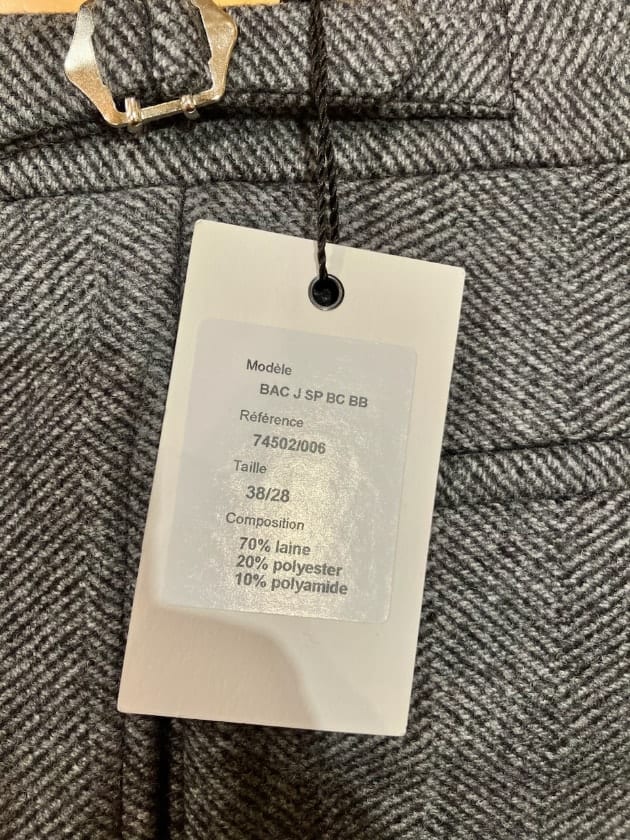 Modèle
BAC J SP BC BB
Référence
74502/006
Taille
38/28
Composition
70% laine
20% polyester
10% polyamide